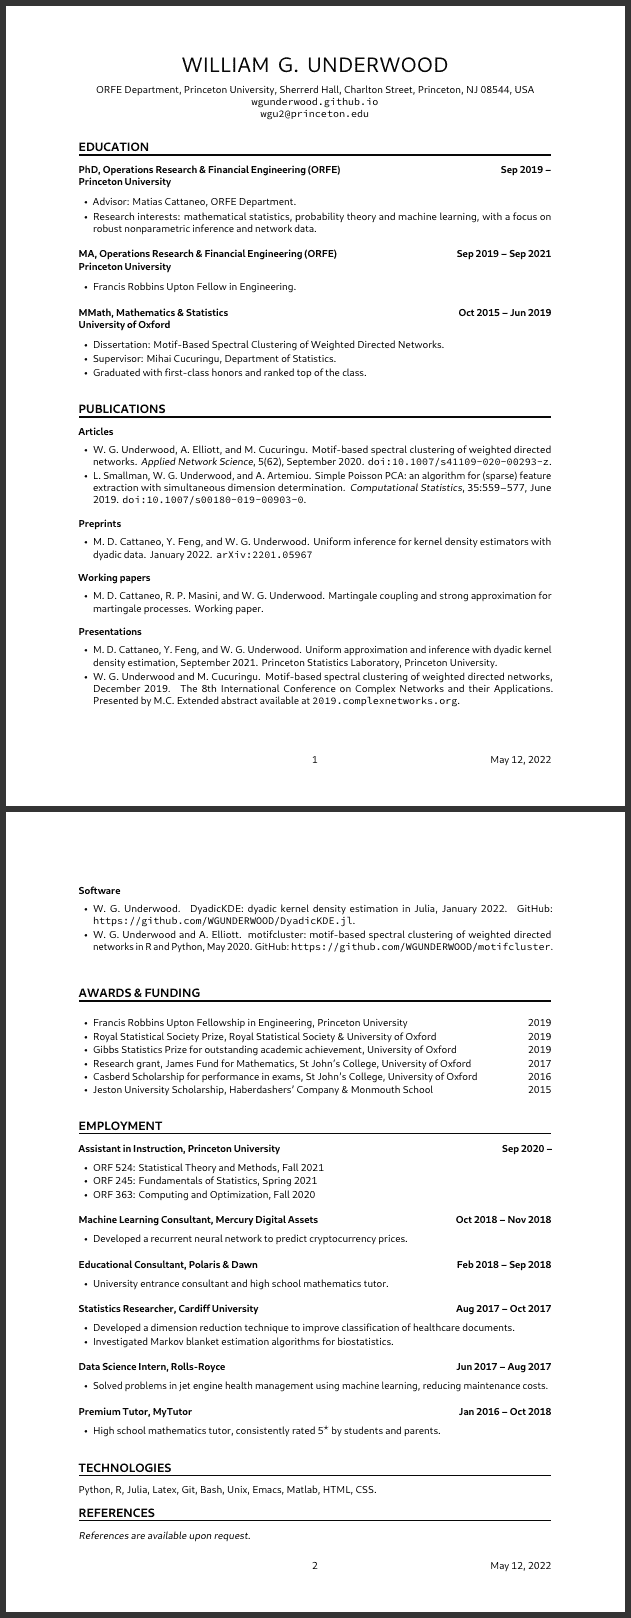 WILLIAM G. UNDERWOOD
ORFE Department, Princeton University, Sherrerd Hall, Charlton Street, Princeton, NJ 08544, USA
wgunderwood.github.io
wgu2@princeton.edu
EDUCATION
PhD, Operations Research & Financial Engineering (ORFE) Sep 2019 –
Princeton University
• Advisor: Matias Cattaneo, ORFE Department.
• Research interests: mathematical statistics, probability theory and machine learning, with a focus on
robust nonparametric inference and network data.
MA, Operations Research & Financial Engineering (ORFE) Sep 2019 – Sep 2021
Princeton University
• Francis Robbins Upton Fellow in Engineering.
MMath, Mathematics & Statistics Oct 2015 – Jun 2019
University of Oxford
• Dissertation: Motif-Based Spectral Clustering of Weighted Directed Networks.
• Supervisor: Mihai Cucuringu, Department of Statistics.
• Graduated with first-class honors and ranked top of the class.
PUBLICATIONS
Articles
• W. G. Underwood, A. Elliott, and M. Cucuringu. Motif-based spectral clustering of weighted directed
networks. Applied Network Science, 5(62), September 2020. doi:10.1007/s41109-020-00293-z.
• L. Smallman, W. G. Underwood, and A. Artemiou. Simple Poisson PCA: an algorithm for (sparse) feature
extraction with simultaneous dimension determination. Computational Statistics, 35:559–577, June
2019. doi:10.1007/s00180-019-00903-0.
Preprints
• M. D. Cattaneo, Y. Feng, and W. G. Underwood. Uniform inference for kernel density estimators with
dyadic data. January 2022. arXiv:2201.05967
Working papers
• M. D. Cattaneo, R. P. Masini, and W. G. Underwood. Martingale coupling and strong approximation for
martingale processes. Working paper.
Presentations
• M. D. Cattaneo, Y. Feng, and W. G. Underwood. Uniform approximation and inference with dyadic kernel
density estimation, September 2021. Princeton Statistics Laboratory, Princeton University.
• W. G. Underwood and M. Cucuringu. Motif-based spectral clustering of weighted directed networks,
December 2019. The 8th International Conference on Complex Networks and their Applications.
Presented by M.C. Extended abstract available at 2019.complexnetworks.org.
1 May 12, 2022
Software
• W. G. Underwood. DyadicKDE: dyadic kernel density estimation in Julia, January 2022. GitHub:
https://github.com/WGUNDERWOOD/DyadicKDE.jl.
• W. G. Underwood and A. Elliott. motifcluster: motif-based spectral clustering of weighted directed
networks in R and Python, May 2020. GitHub: https://github.com/WGUNDERWOOD/motifcluster.
AWARDS & FUNDING
• Francis Robbins Upton Fellowship in Engineering, Princeton University 2019
• Royal Statistical Society Prize, Royal Statistical Society & University of Oxford 2019
• Gibbs Statistics Prize for outstanding academic achievement, University of Oxford 2019
• Research grant, James Fund for Mathematics, St John's College, University of Oxford 2017
• Casberd Scholarship for performance in exams, St John's College, University of Oxford 2016
• Jeston University Scholarship, Haberdashers' Company & Monmouth School 2015
EMPLOYMENT
Assistant in Instruction, Princeton University Sep 2020 –
• ORF 524: Statistical Theory and Methods, Fall 2021
• ORF 245: Fundamentals of Statistics, Spring 2021
• ORF 363: Computing and Optimization, Fall 2020
Machine Learning Consultant, Mercury Digital Assets Oct 2018 – Nov 2018
• Developed a recurrent neural network to predict cryptocurrency prices.
Educational Consultant, Polaris & Dawn Feb 2018 – Sep 2018
• University entrance consultant and high school mathematics tutor.
Statistics Researcher, Cardiff University Aug 2017 – Oct 2017
• Developed a dimension reduction technique to improve classification of healthcare documents.
• Investigated Markov blanket estimation algorithms for biostatistics.
Data Science Intern, Rolls-Royce Jun 2017 – Aug 2017
• Solved problems in jet engine health management using machine learning, reducing maintenance costs.
Premium Tutor, MyTutor Jan 2016 – Oct 2018
• High school mathematics tutor, consistently rated 5* by students and parents.
TECHNOLOGIES
Python, R, Julia, Latex, Git, Bash, Unix, Emacs, Matlab, HTML, CSS.
REFERENCES
References are available upon request.
2 May 12, 2022